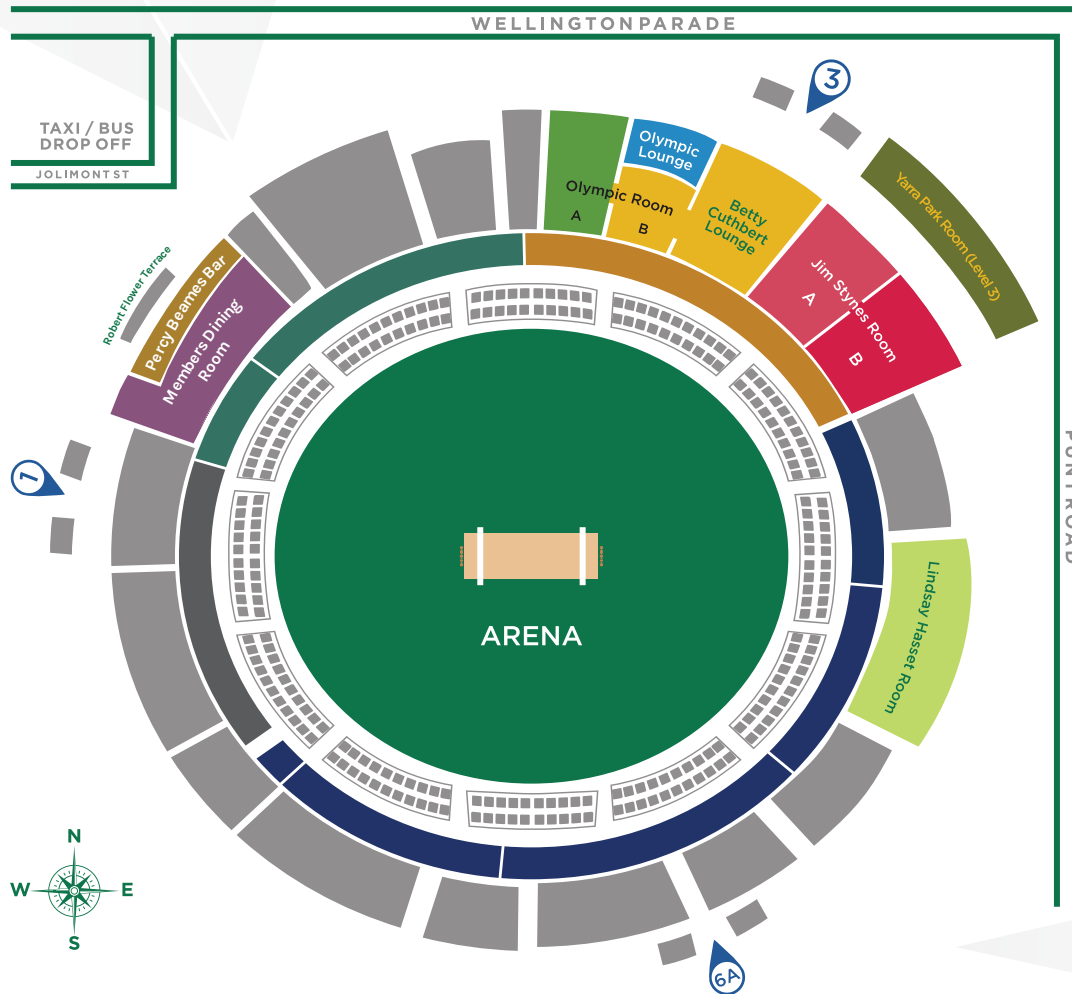 WELLINGTON PARADE
3
TAXI / BUS
DROP OFF
JOLIMONT ST
Olympic
Lounge
Olympic Room
A
B
Betty
Cuthbert
Lounge
Yarra Park Room (Level 3)
Jim Stynes Room
A
B
Robert Flower Terrace
Percy Beames Bar
Members Dining
Room
1
PUNT ROAD
Lindsay Hasset Room
ARENA
N
W
E
S
6A